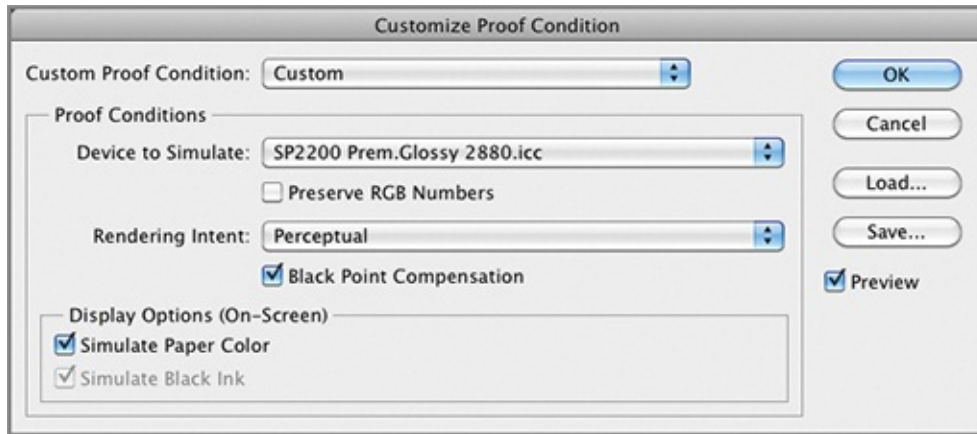 Customize Proof Condition
Custom Proof Condition: Custom
OK
Proof Conditions
Cancel
Device to Simulate: SP2200 Prem.Glossy 2880.icc
Preserve RGB Numbers
Load...
Rendering Intent: Perceptual
Save...
Black Point Compensation
Preview
Display Options (On-Screen)
Simulate Paper Color
Simulate Black Ink